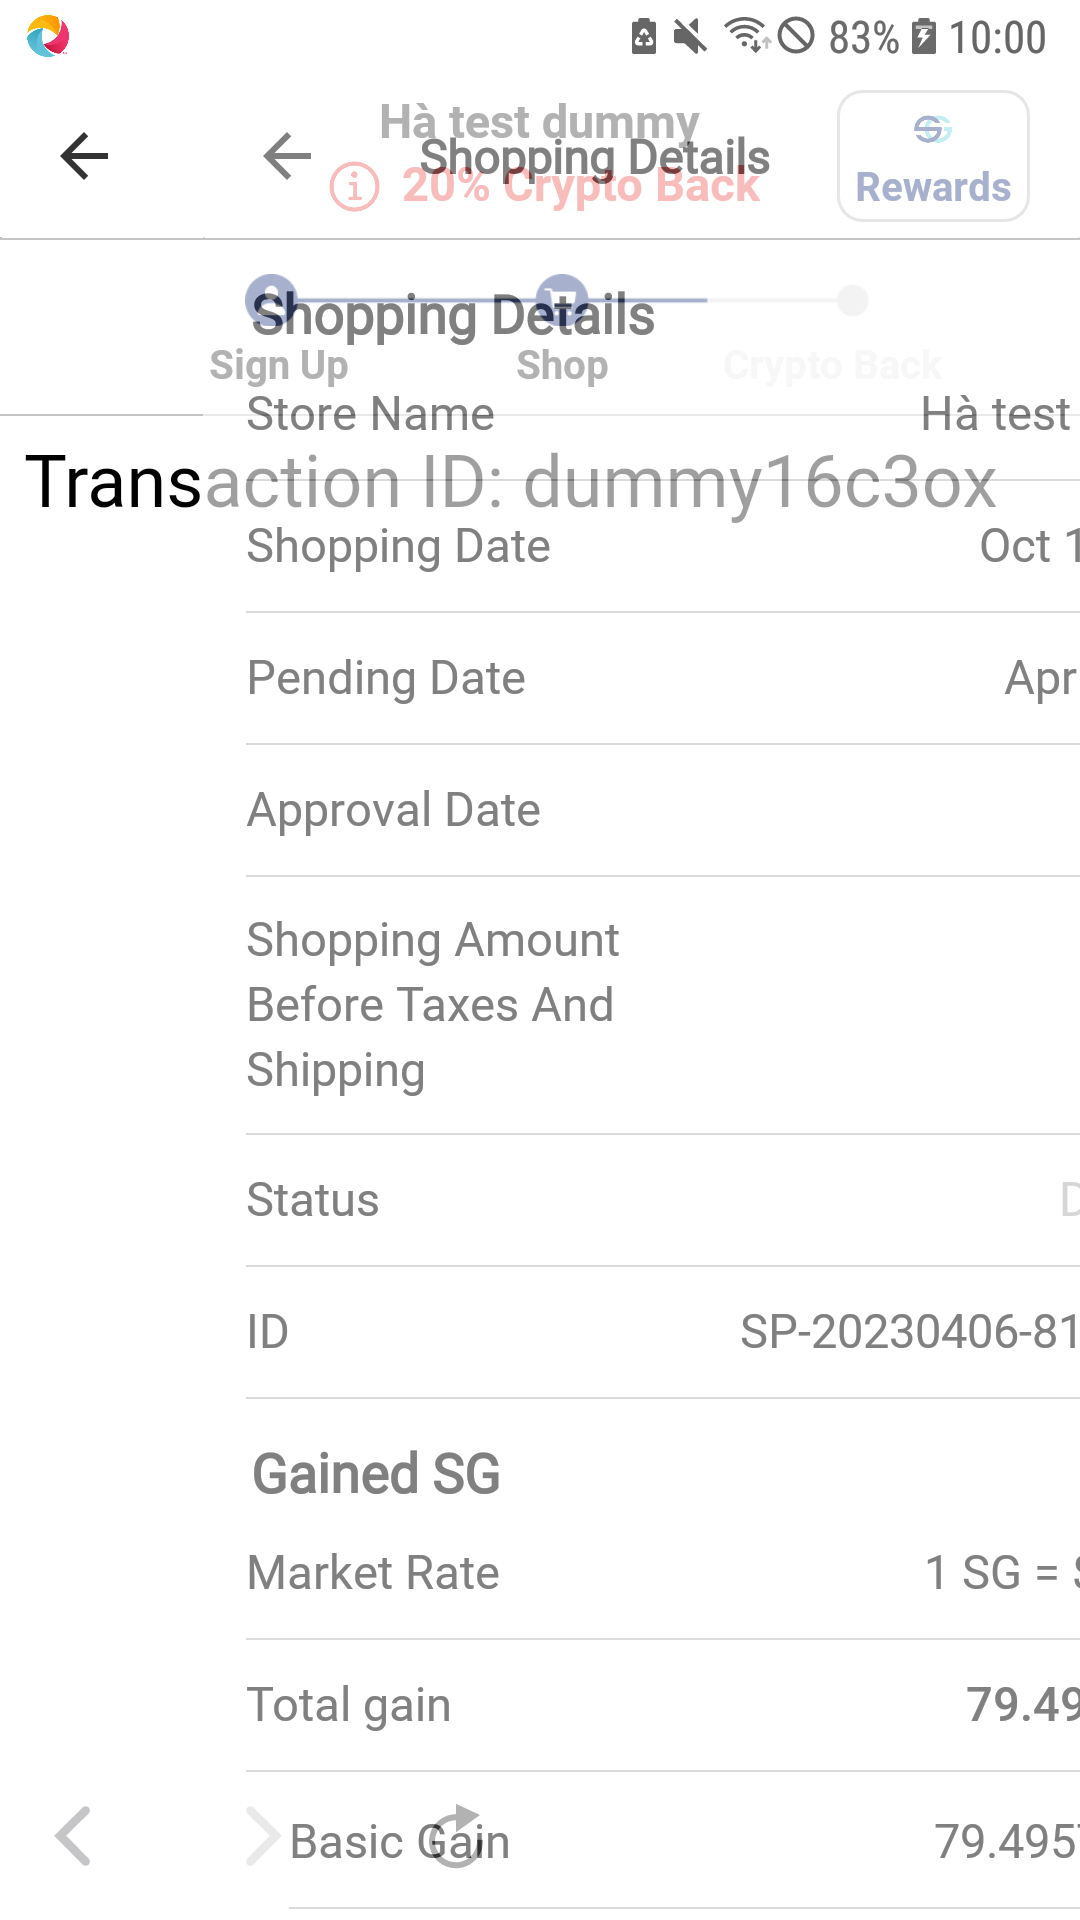 83% 10:00
Hà test dummy
Shopping Details
20% Crypto Back
Rewards
Shopping Details
Sign Up Shop Crypto Back
Store Name Hà test
Transaction ID: dummy16c3ox
Shopping Date Oct 1
Pending Date Apr
Approval Date
Shopping Amount
Before Taxes And
Shipping
Status D
ID SP-20230406-81
Gained SG
Market Rate 1 SG =
Total gain 79.49
Basic Gain 79.495